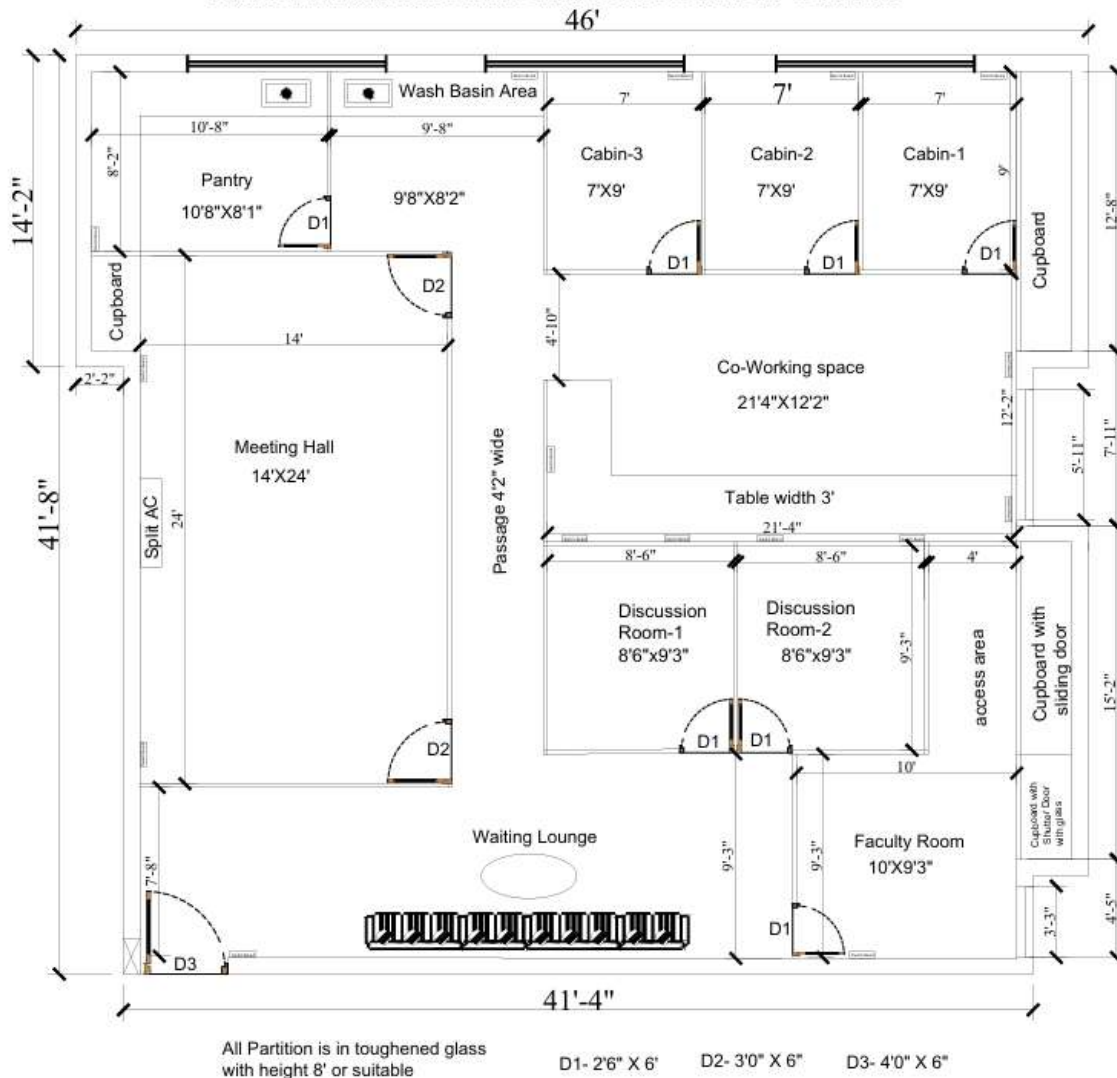 46'
Wash Basin Area
7'
7'
7'
10'-8"
9'-8"
8'-2"
Pantry
10'8"X8'1"
9'8"X8'2"
Cabin-3
7'X9'
Cabin-2
7'X9'
Cabin-1
7'X9'
9'
12'-8"
14'-2"
D1
D1
D1
D1
Cupboard
Cupboard
D2
4'-10"
14'
2'-2"
Co-Working space
21'4"X12'2"
12'-2"
5'-11"
7'-11"
Meeting Hall
14'X24'
Passage 4'2" wide
Split AC
24'
41'-8"
Table width 3'
21'-4"
8'-6"
8'-6"
4'
Discussion
Room-1
8'6"x9'3"
Discussion
Room-2
8'6"x9'3"
9'-3"
access area
Cupboard with
sliding door
15'-2"
D2
D1
D1
10'
Waiting Lounge
7'-8"
9'-3"
9'-3"
Faculty Room
10'X9'3"
Cupboard with
Shutter Door
with glass
D1
3'-3"
4'-5"
D3
41'-4"
All Partition is in toughened glass
with height 8' or suitable
D1- 2'6" X 6'
D2- 3'0" X 6"
D3- 4'0" X 6"